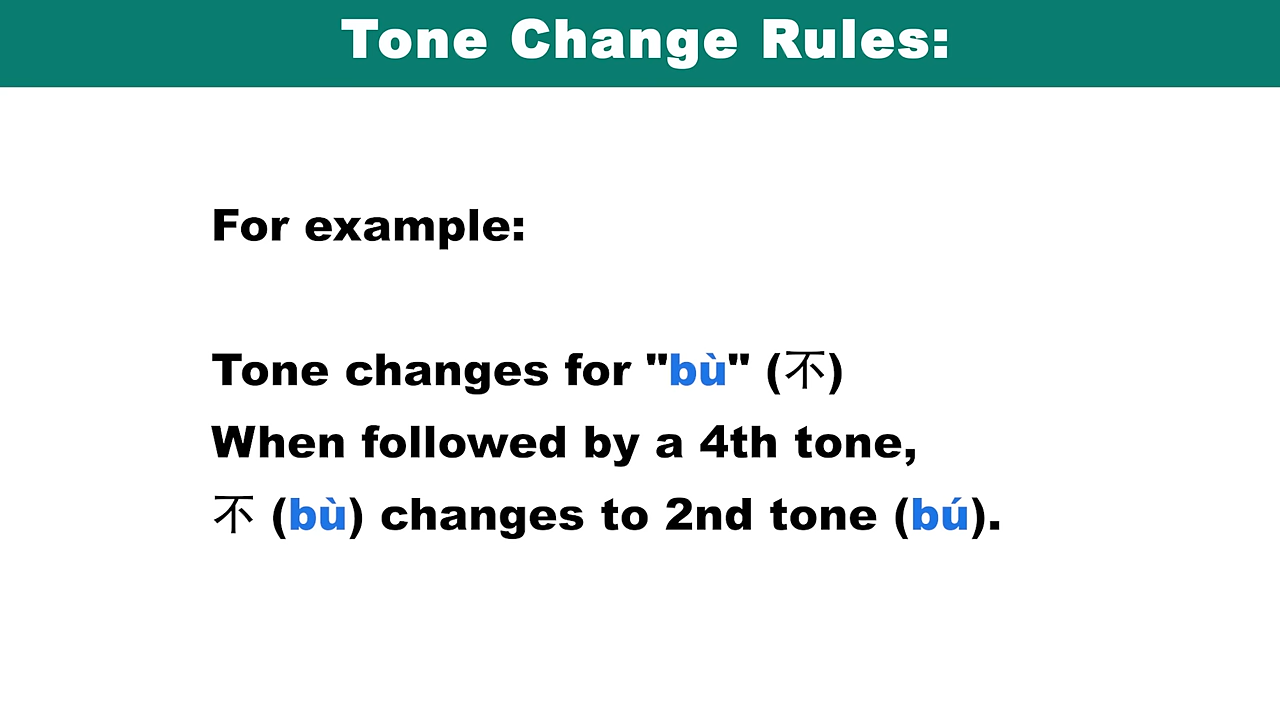 Tone Change Rules:
For example:
Tone changes for "bù" (不)
When followed by a 4th tone,
不 (bù) changes to 2nd tone (bú).